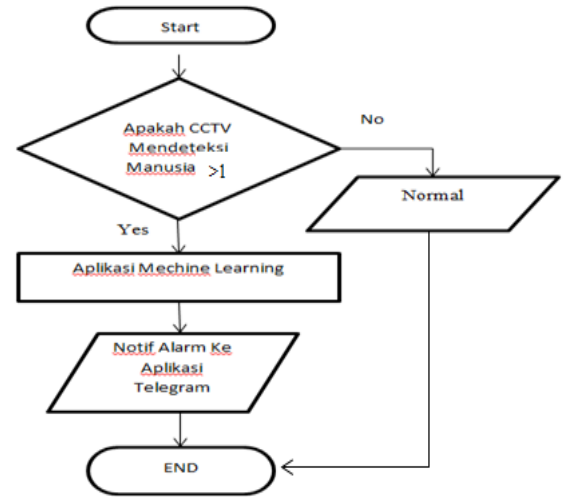 Start
Apakah CCTV
Mendeteksi
Manusia >1
No
Normal
Yes
Aplikasi Mechine Learning
Notif Alarm Ke
Aplikasi
Telegram
END